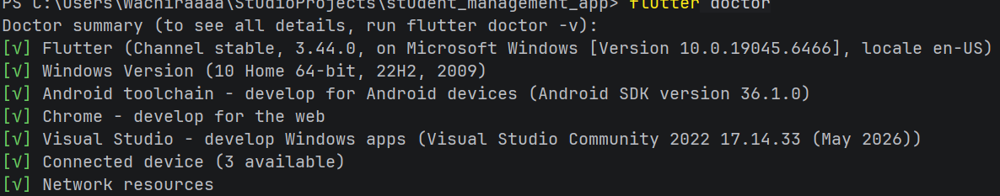 PS C:\Users\Wachiraaaa\StudioProjects\student_management_app> flutter doctor
Doctor summary (to see all details, run flutter doctor -v):
[√] Flutter (Channel stable, 3.44.0, on Microsoft Windows [Version 10.0.19045.6466], locale en-US)
[√] Windows Version (10 Home 64-bit, 22H2, 2009)
[√] Android toolchain - develop for Android devices (Android SDK version 36.1.0)
[√] Chrome - develop for the web
[√] Visual Studio - develop Windows apps (Visual Studio Community 2022 17.14.33 (May 2026))
[√] Connected device (3 available)
[√] Network resources